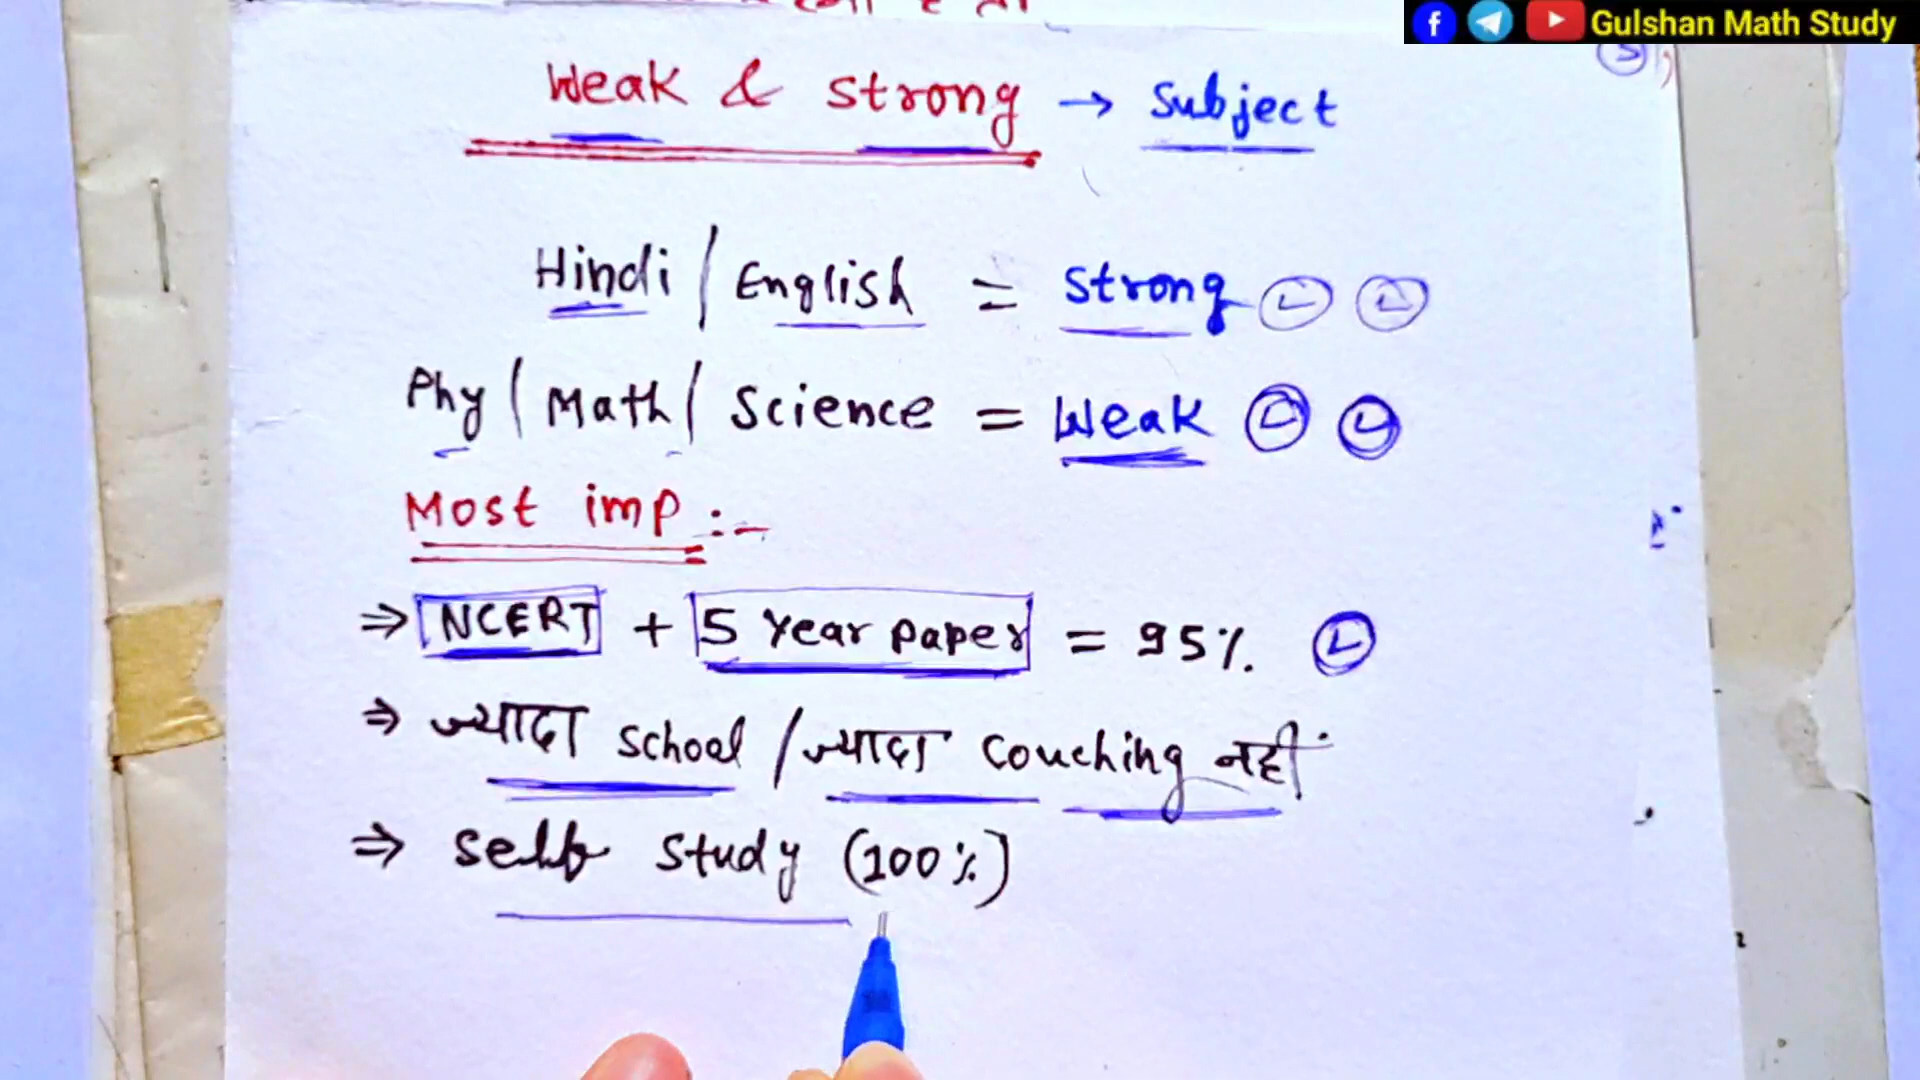 Gulshan Math Study
Weak & Strong → Subject
Hindi / English = Strong
Phy / Math / Science = Weak
Most imp :-
⇒ NCERT + 5 Year paper = 95%.
⇒ ज्यादा school / ज्यादा Couching नहीं
⇒ Self Study (100%)